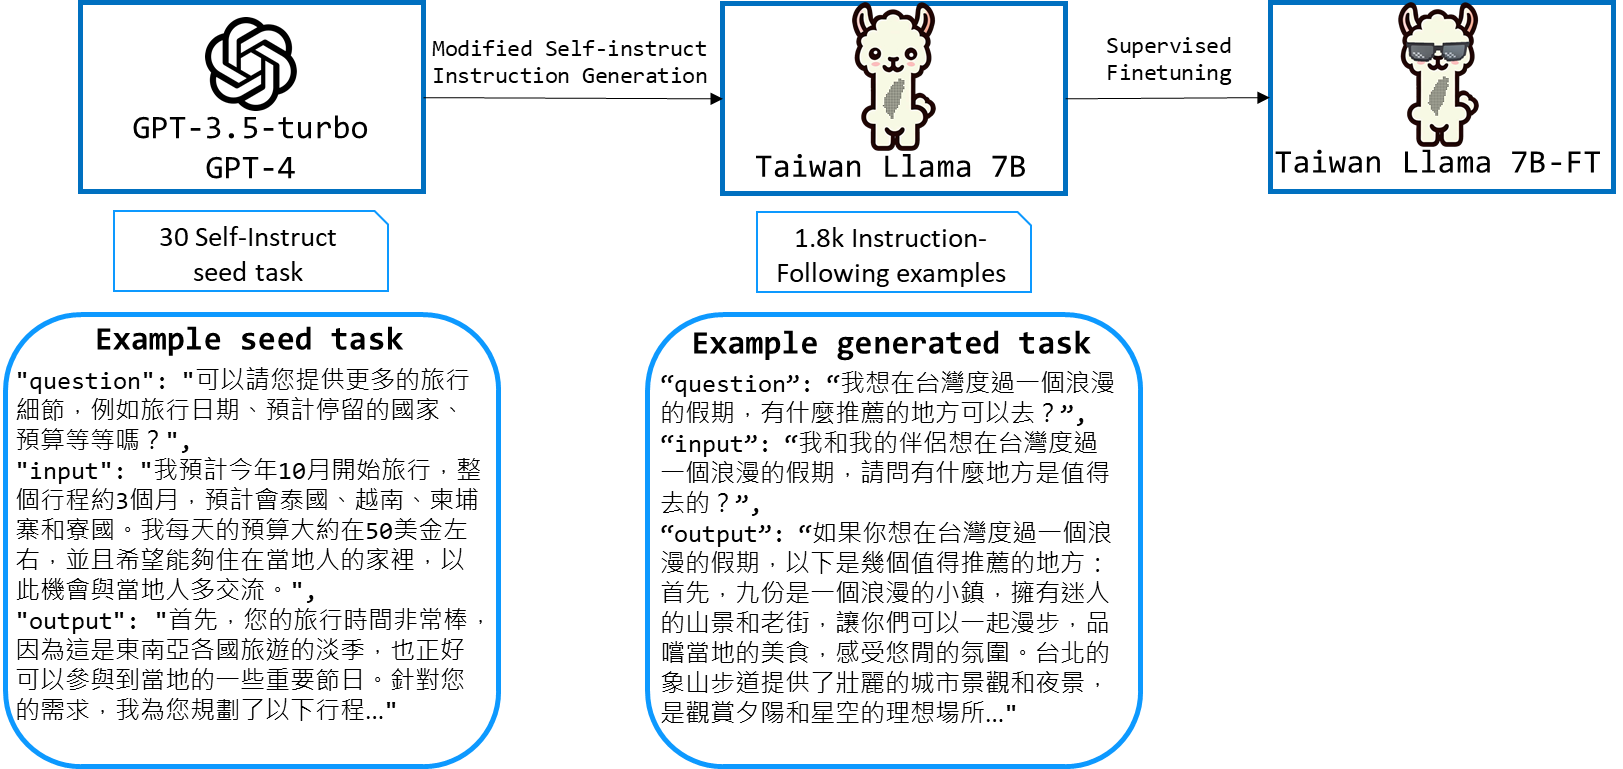 GPT-3.5-turbo
GPT-4
Modified Self-instruct
Instruction Generation
Taiwan Llama 7B
Supervised
Finetuning
Taiwan Llama 7B-FT
30 Self-Instruct
seed task
1.8k Instruction-
Following examples
Example seed task
"question": "可以請您提供更多的旅行
細節，例如旅行日期、預計停留的國家、
預算等等嗎？",
"input": "我預計今年10月開始旅行，整
個行程約3個月，預計會泰國、越南、柬埔
寨和寮國。我每天的預算大約在50美金左
右，並且希望能夠住在當地人的家裡，以
此機會與當地人多交流。",
"output": "首先，您的旅行時間非常棒，
因為這是東南亞各國旅遊的淡季，也正好
可以參與到當地的一些重要節日。針對您
的需求，我為您規劃了以下行程…"
Example generated task
“question”: “我想在台灣度過一個浪漫
的假期，有什麼推薦的地方可以去？”,
“input”: “我和我的伴侶想在台灣度過
一個浪漫的假期，請問有什麼地方是值得
去的？”,
“output”: “如果你想在台灣度過一個浪
漫的假期，以下是幾個值得推薦的地方：
首先，九份是一個浪漫的小鎮，擁有迷人
的山景和老街，讓你們可以一起漫步，品
嚐當地的美食，感受悠閒的氛圍。台北的
象山步道提供了壯麗的城市景觀和夜景，
是觀賞夕陽和星空的理想場所…"